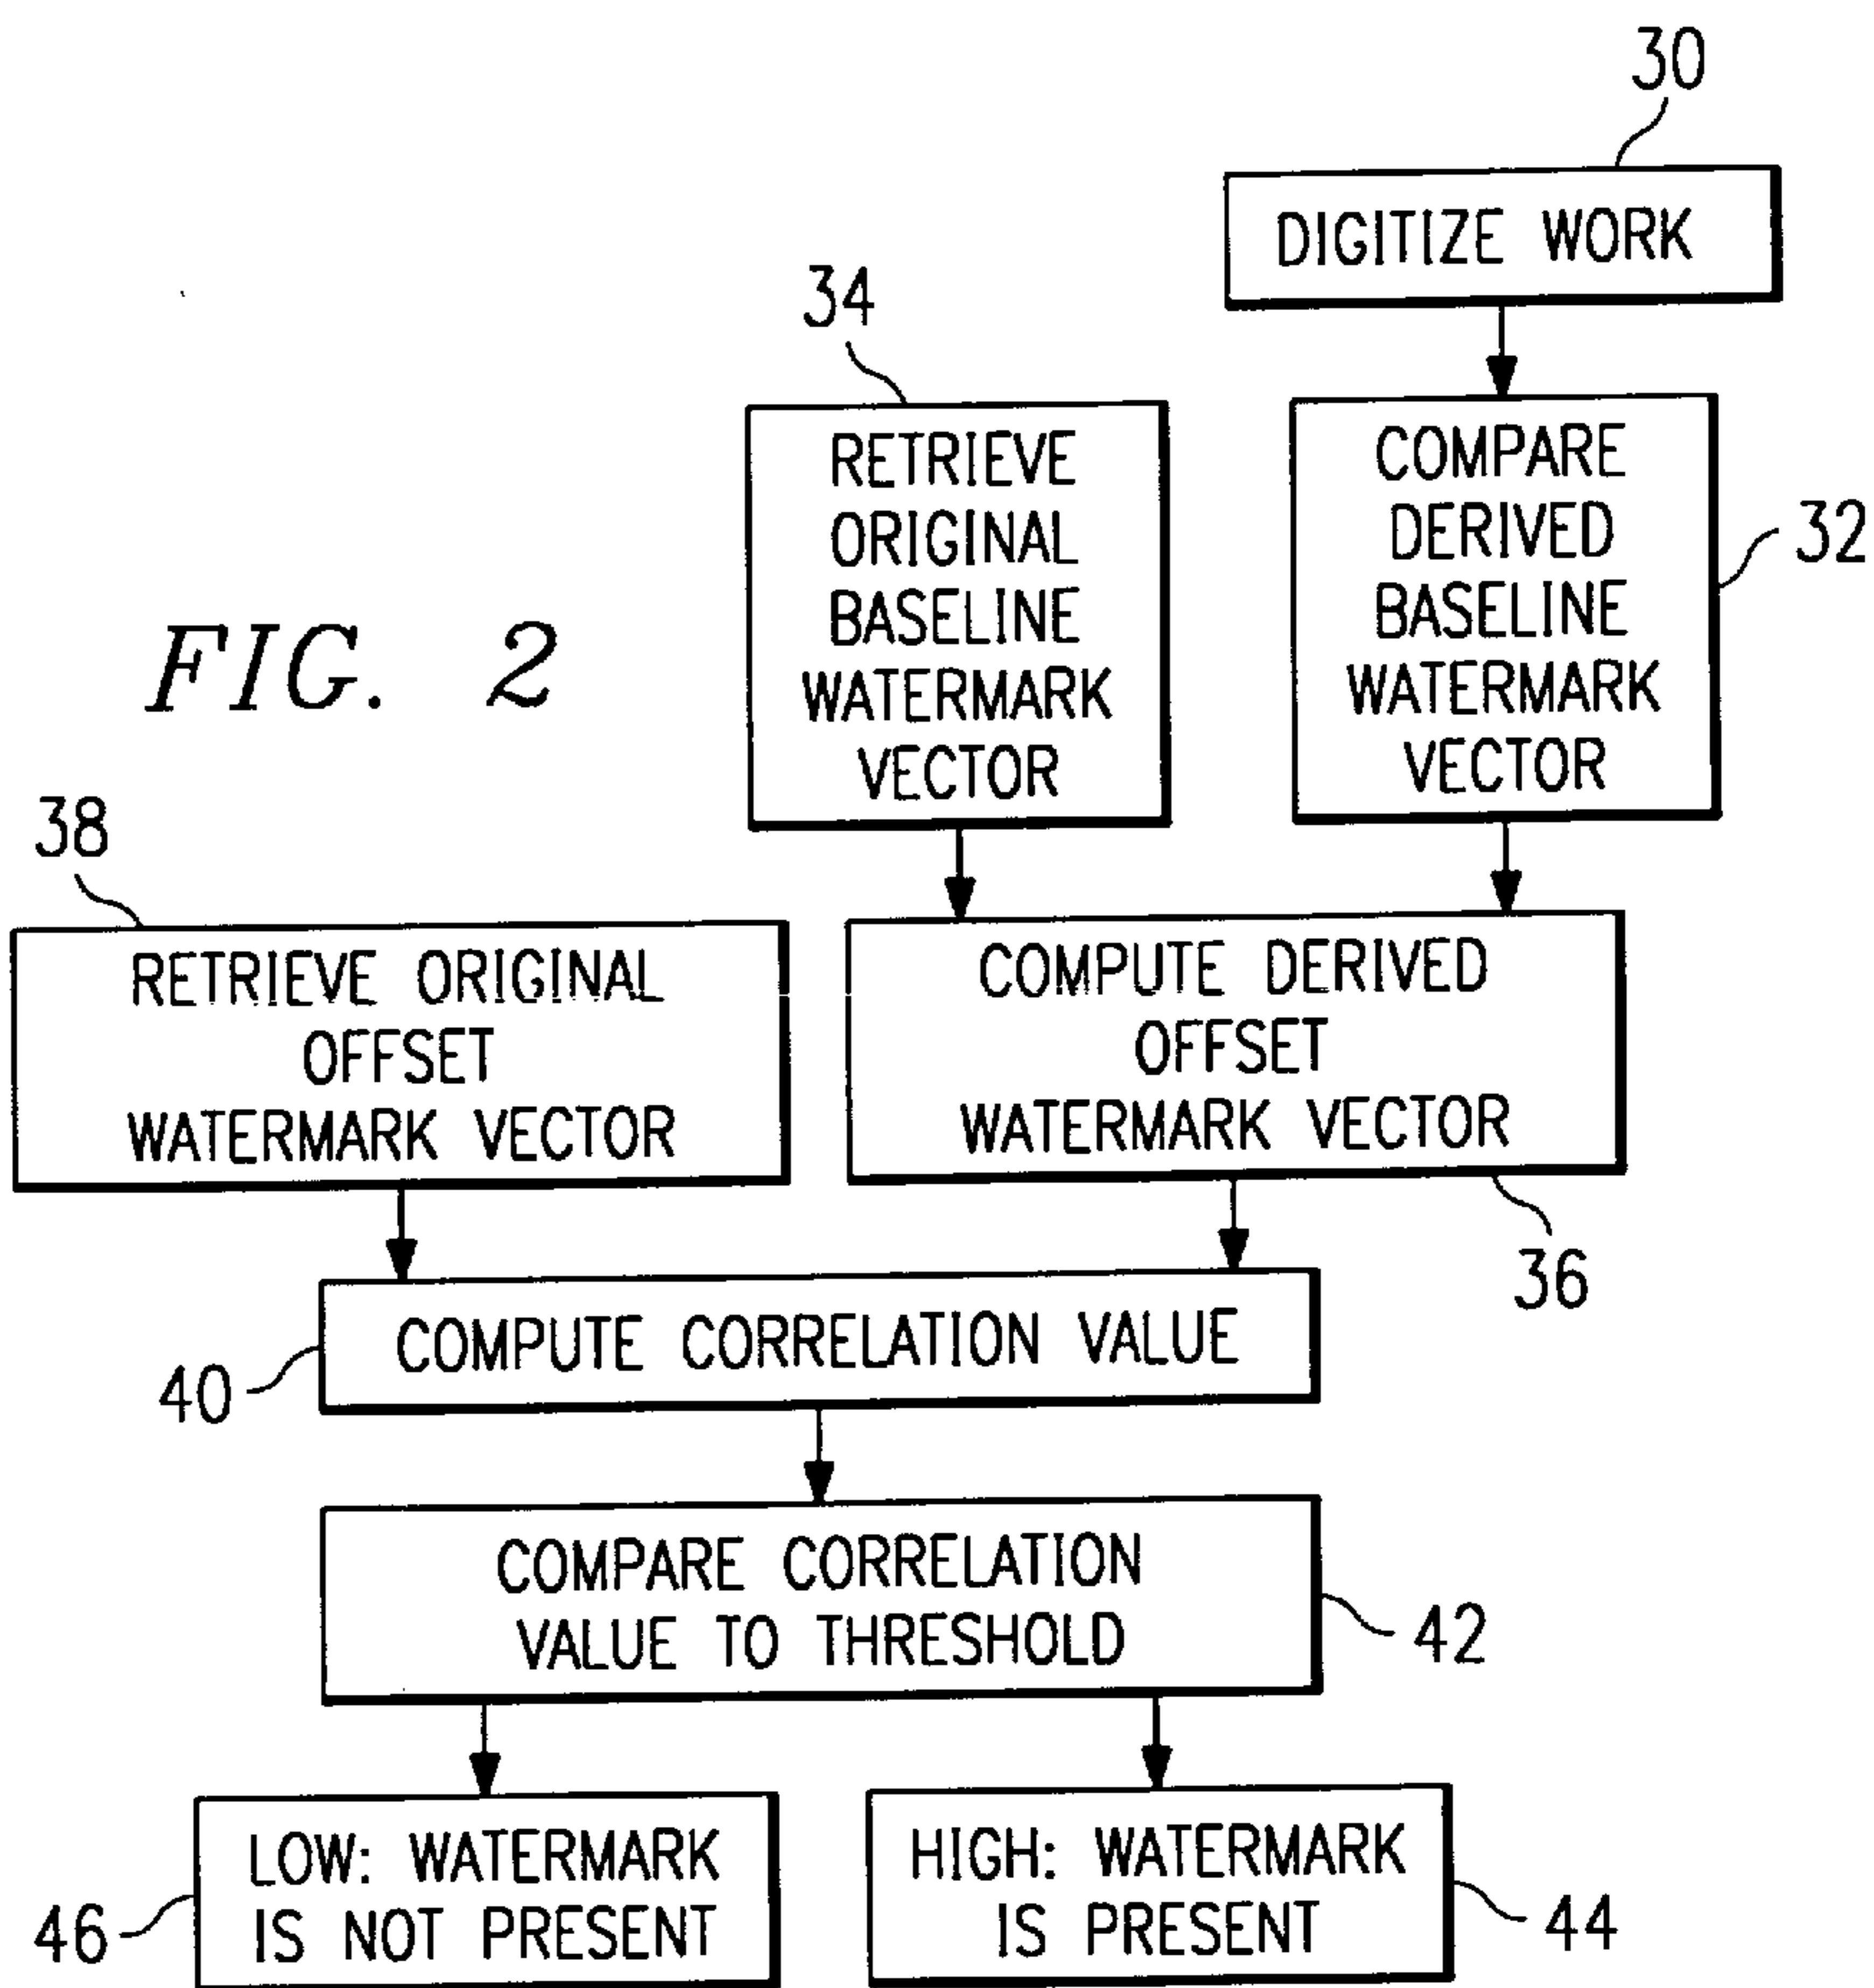 30
DIGITIZE WORK
34
RETRIEVE
ORIGINAL
BASELINE
WATERMARK
VECTOR
COMPARE
DERIVED
BASELINE
WATERMARK
VECTOR
32
FIG. 2
38
RETRIEVE ORIGINAL
OFFSET
WATERMARK VECTOR
COMPUTE DERIVED
OFFSET
WATERMARK VECTOR
36
COMPUTE CORRELATION VALUE
40
COMPARE CORRELATION
VALUE TO THRESHOLD
42
LOW: WATERMARK
IS NOT PRESENT
46
HIGH: WATERMARK
IS PRESENT
44